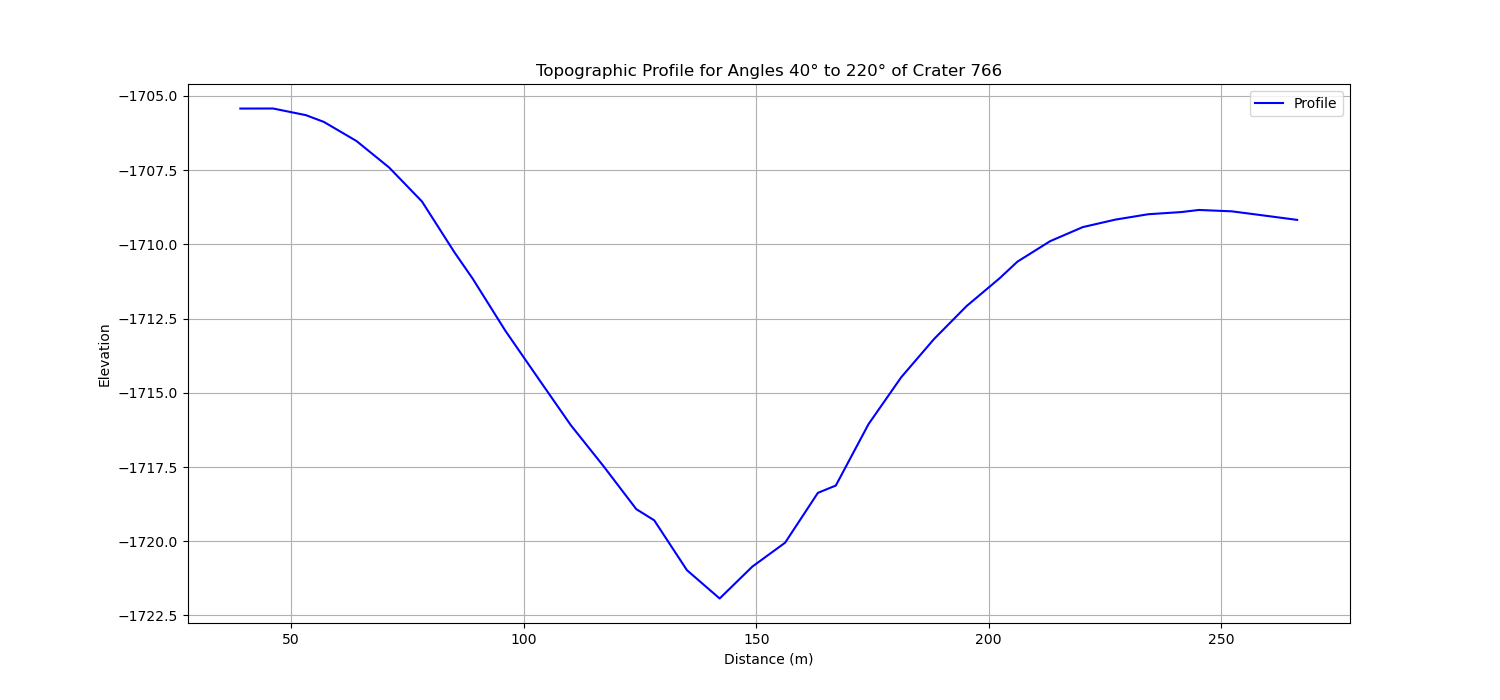 Topographic Profile for Angles 40° to 220° of Crater 766
Profile
−1705.0
−1707.5
−1710.0
−1712.5
−1715.0
−1717.5
−1720.0
−1722.5
Elevation
50 100 150 200 250
Distance (m)